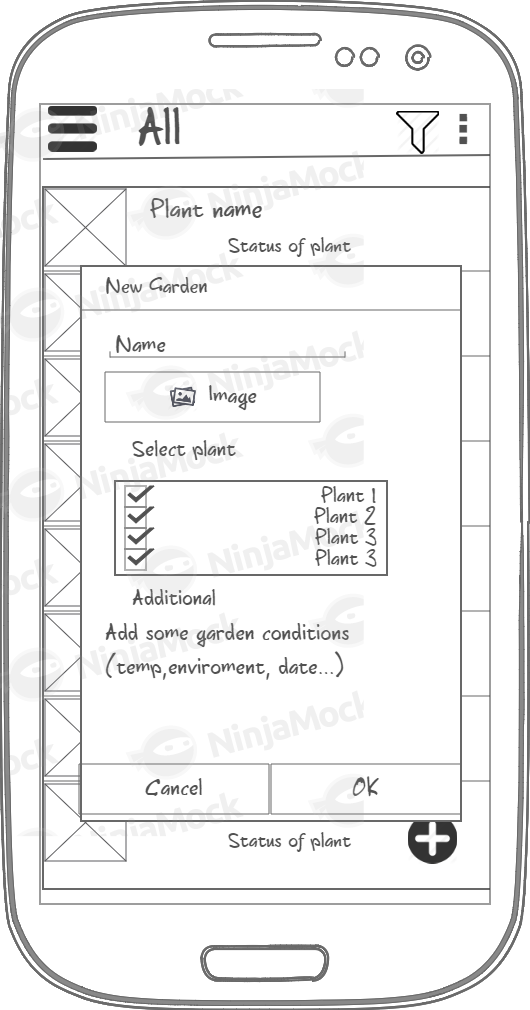 All
Plant name
Status of plant
New Garden
Name
Image
Select plant
Plant 1
Plant 2
Plant 3
Plant 3
Additional
Add some garden conditions
(temp,enviroment, date...)
Cancel
OK
Status of plant
NinjaMock